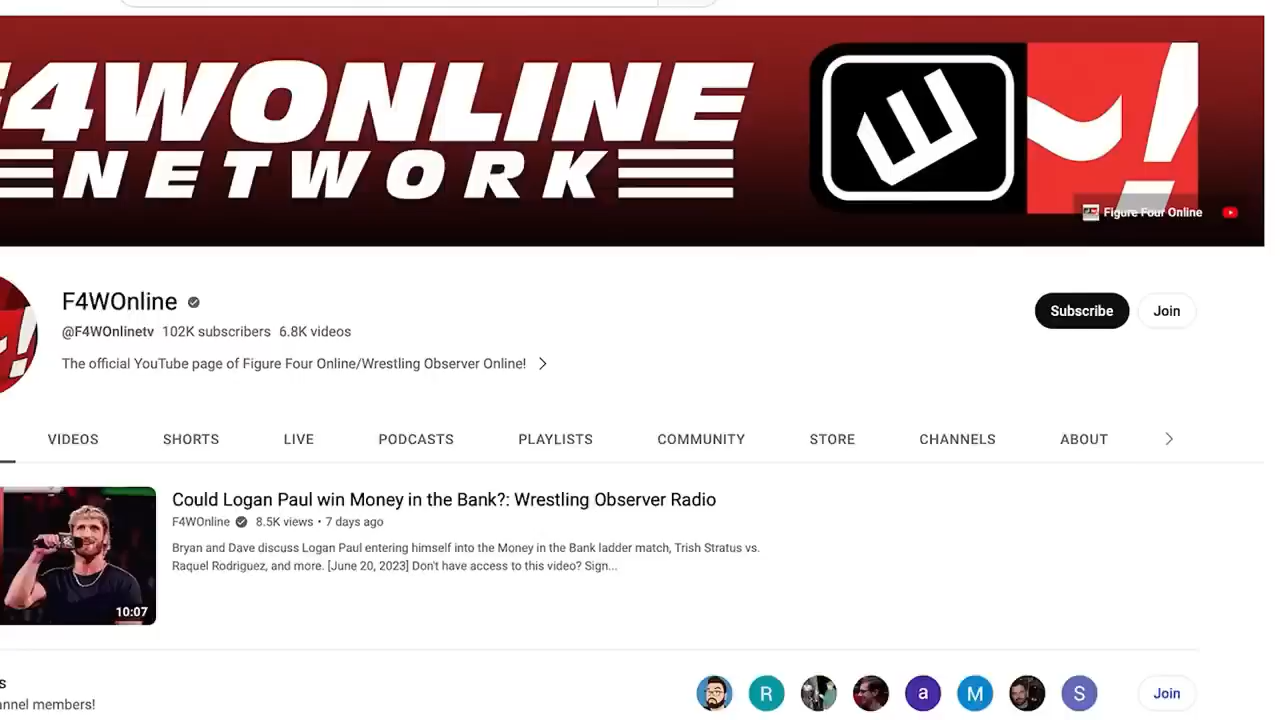 F4WONLINE
NETWORK
Figure Four Online
F4WOnline
@F4WOnlinetv 102K subscribers 6.8K videos
The official YouTube page of Figure Four Online/Wrestling Observer Online!
Subscribe
Join
VIDEOS SHORTS LIVE PODCASTS PLAYLISTS COMMUNITY STORE CHANNELS ABOUT
Could Logan Paul win Money in the Bank?: Wrestling Observer Radio
F4WOnline 8.5K views • 7 days ago
Bryan and Dave discuss Logan Paul entering himself into the Money in the Bank ladder match, Trish Stratus vs.
Raquel Rodriguez, and more. [June 20, 2023] Don't have access to this video? Sign...
10:07
R a M S
Join
nnel members!